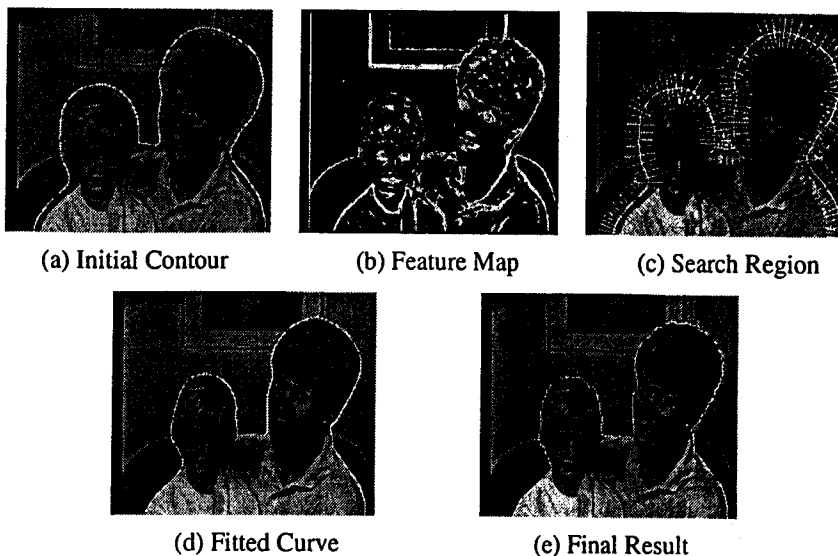 (a) Initial Contour
(b) Feature Map
(c) Search Region
(d) Fitted Curve
(e) Final Result